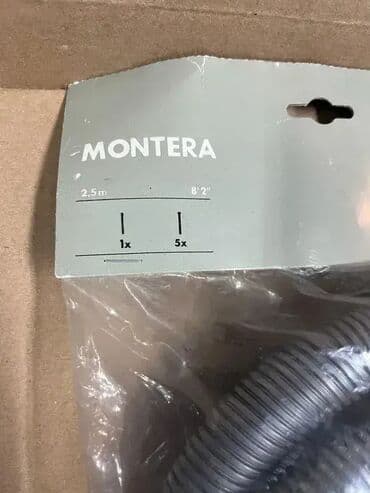 MONTERA
2,5m 8'2"
1x 5x